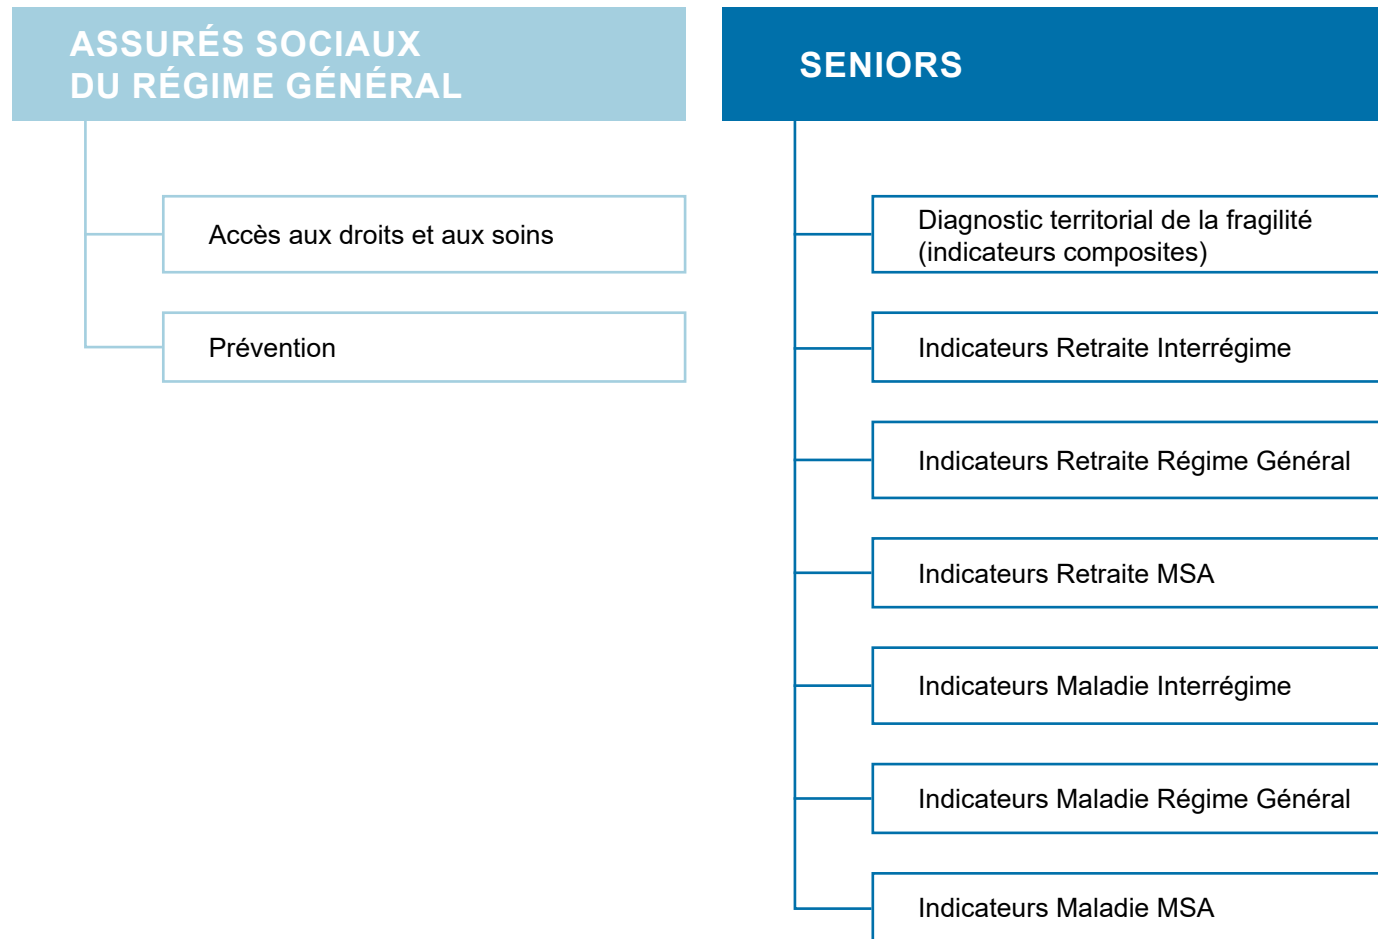 ASSURÉS SOCIAUX
DU RÉGIME GÉNÉRAL
Accès aux droits et aux soins
Prévention
SENIORS
Diagnostic territorial de la fragilité
(indicateurs composites)
Indicateurs Retraite Interrégime
Indicateurs Retraite Régime Général
Indicateurs Retraite MSA
Indicateurs Maladie Interrégime
Indicateurs Maladie Régime Général
Indicateurs Maladie MSA